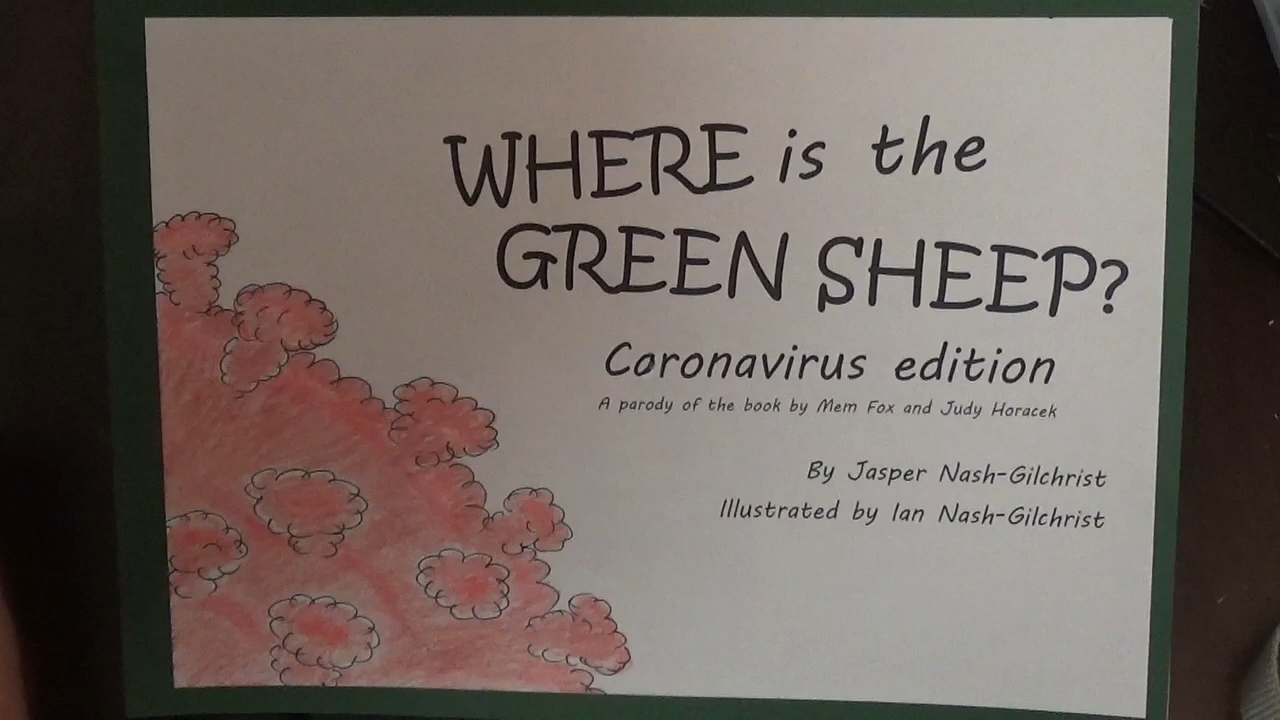 WHERE is the
GREEN SHEEP?
Coronavirus edition
A parody of the book by Mem Fox and Judy Horacek
By Jasper Nash-Gilchrist
Illustrated by Ian Nash-Gilchrist